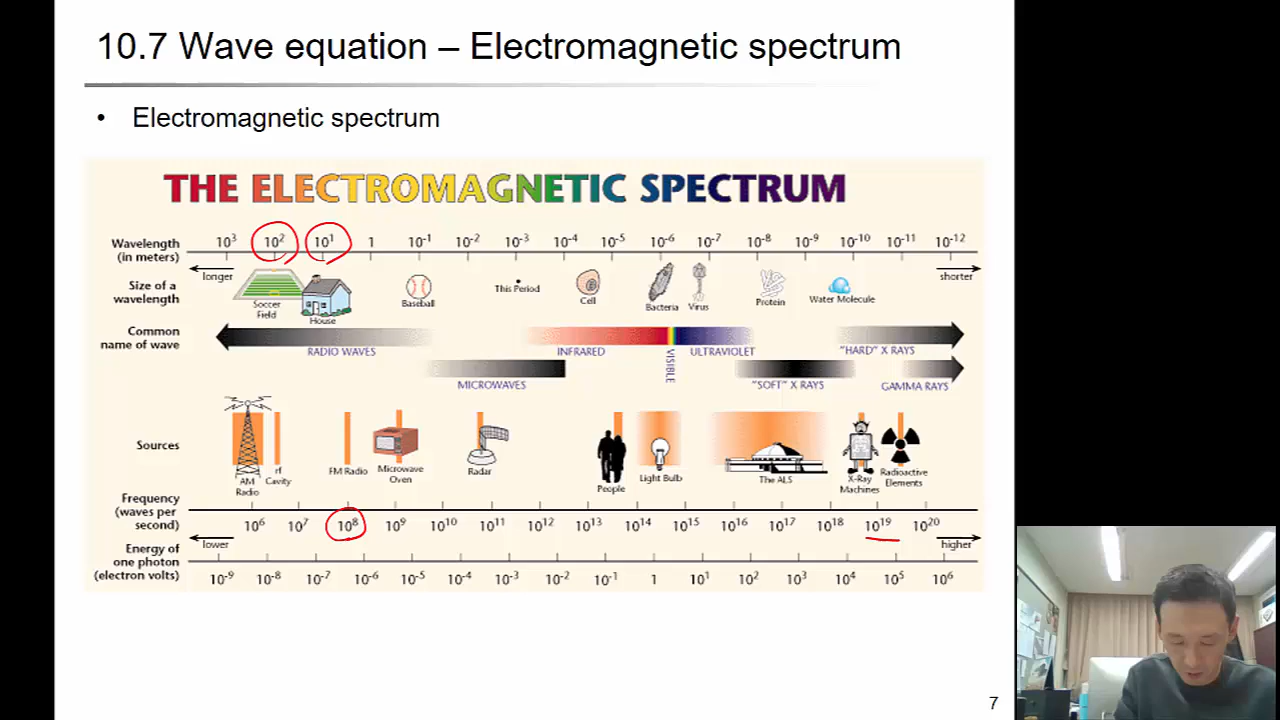 10.7 Wave equation – Electromagnetic spectrum
• Electromagnetic spectrum
THE ELECTROMAGNETIC SPECTRUM
Wavelength (in meters)
10³ 10² 10¹ 1 10⁻¹ 10⁻² 10⁻³ 10⁻⁴ 10⁻⁵ 10⁻⁶ 10⁻⁷ 10⁻⁸ 10⁻⁹ 10⁻¹⁰ 10⁻¹¹ 10⁻¹²
longer
shorter
Size of a wavelength
Soccer Field
House
Baseball
This Period
Cell
Bacteria
Virus
Protein
Water Molecule
Common name of wave
RADIO WAVES
INFRARED
VISIBLE
ULTRAVIOLET
"HARD" X RAYS
MICROWAVES
"SOFT" X RAYS
GAMMA RAYS
Sources
AM Radio
rf Cavity
FM Radio
Microwave Oven
Radar
People
Light Bulb
The ALS
X-Ray Machines
Radioactive Elements
Frequency (waves per second)
10⁶ 10⁷ 10⁸ 10⁹ 10¹⁰ 10¹¹ 10¹² 10¹³ 10¹⁴ 10¹⁵ 10¹⁶ 10¹⁷ 10¹⁸ 10¹⁹ 10²⁰
lower
higher
Energy of one photon (electron volts)
10⁻⁹ 10⁻⁸ 10⁻⁷ 10⁻⁶ 10⁻⁵ 10⁻⁴ 10⁻³ 10⁻² 10⁻¹ 1 10¹ 10² 10³ 10⁴ 10⁵ 10⁶
7